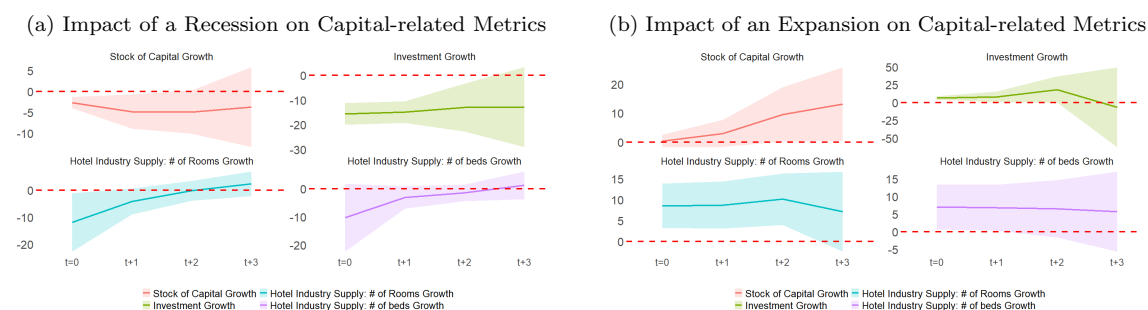 (a) Impact of a Recession on Capital-related Metrics
Stock of Capital Growth
Investment Growth
5
0
-5
-10
0
-10
-20
-30
Hotel Industry Supply: # of Rooms Growth
Hotel Industry Supply: # of beds Growth
0
-10
-20
0
-10
-20
t=0
t+1
t+2
t+3
t=0
t+1
t+2
t+3
Stock of Capital Growth
Hotel Industry Supply: # of Rooms Growth
Investment Growth
Hotel Industry Supply: # of beds Growth
(b) Impact of an Expansion on Capital-related Metrics
Stock of Capital Growth
Investment Growth
20
10
0
50
25
0
-25
-50
Hotel Industry Supply: # of Rooms Growth
Hotel Industry Supply: # of beds Growth
15
10
5
0
15
10
5
0
-5
t=0
t+1
t+2
t+3
t=0
t+1
t+2
t+3
Stock of Capital Growth
Hotel Industry Supply: # of Rooms Growth
Investment Growth
Hotel Industry Supply: # of beds Growth